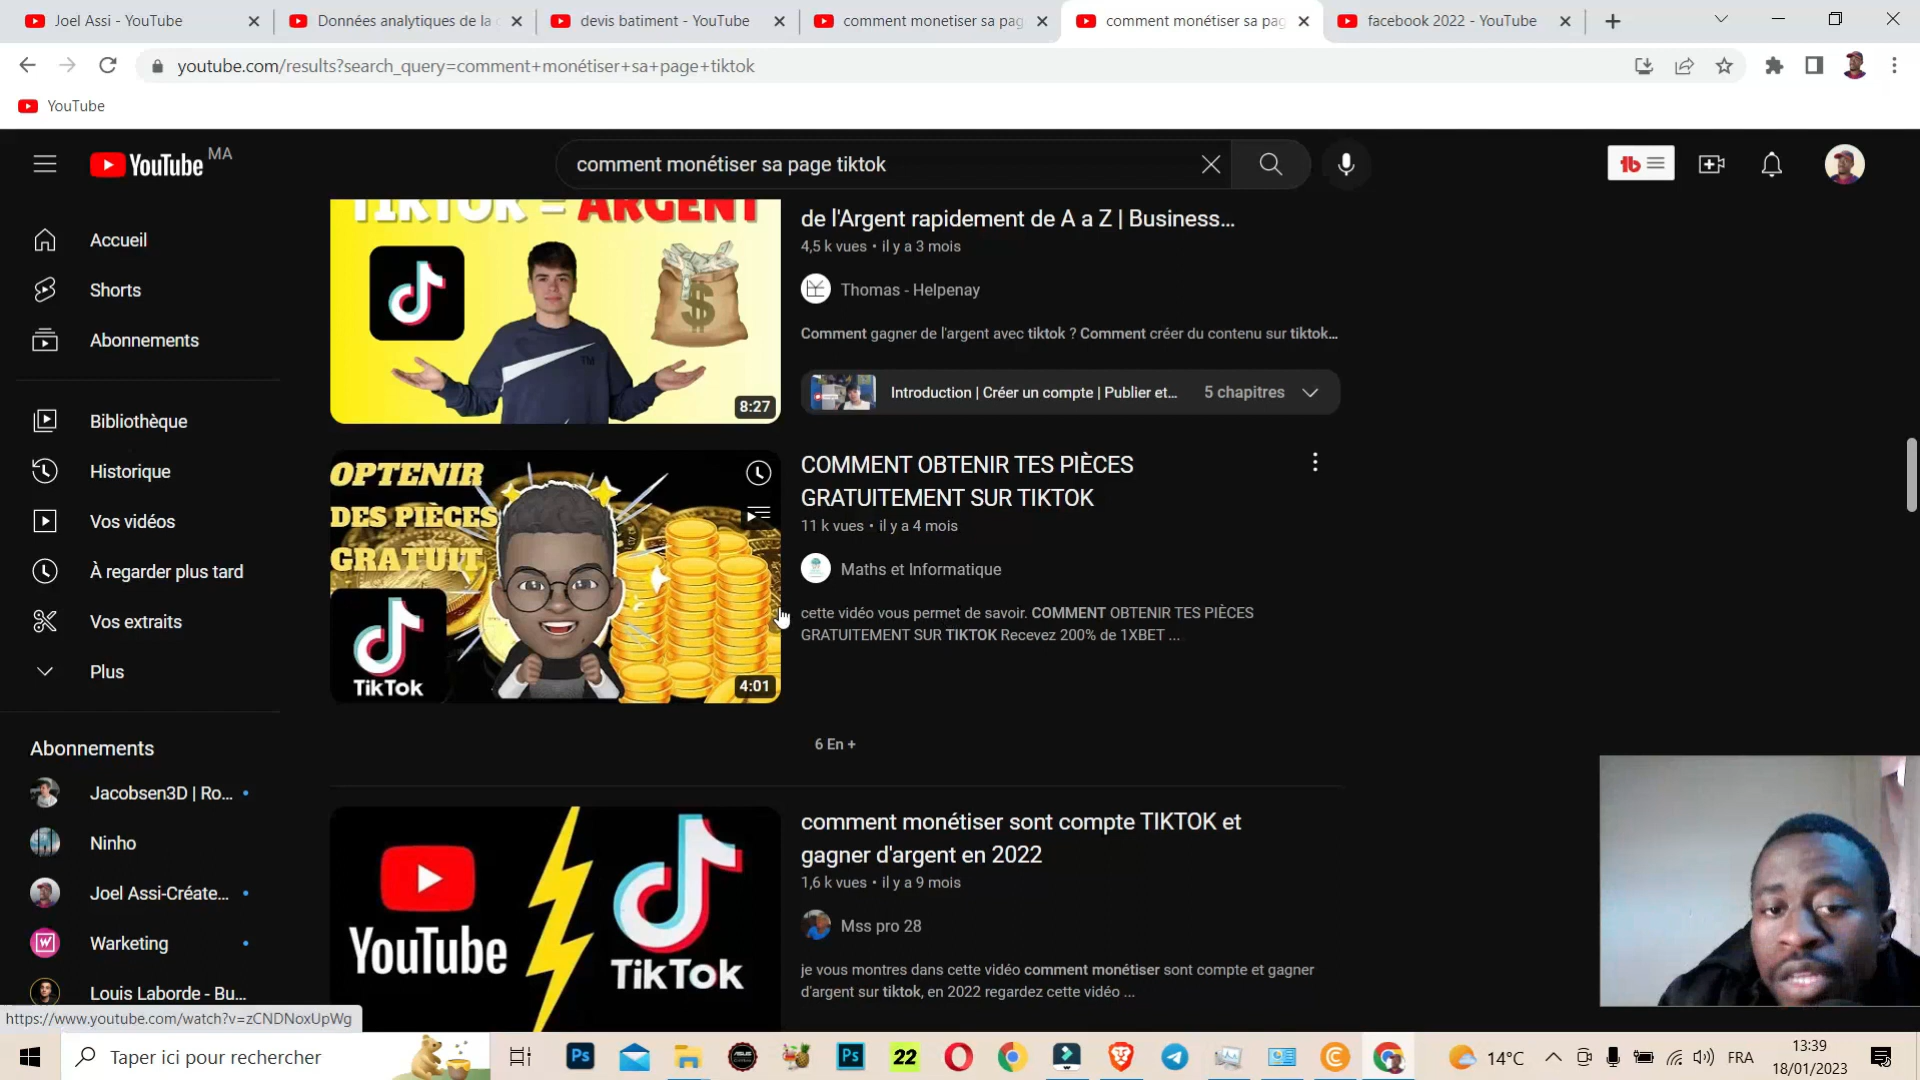 Joel Assi - YouTube
Données analytiques de la c
devis batiment - YouTube
comment monetiser sa pag
comment monétiser sa pag
facebook 2022 - YouTube
youtube.com/results?search_query=comment+monétiser+sa+page+tiktok
YouTube
YouTube MA
comment monétiser sa page tiktok
Accueil
Shorts
Abonnements
Bibliothèque
Historique
Vos vidéos
À regarder plus tard
Vos extraits
Plus
Abonnements
Jacobsen3D | Ro...
Ninho
Joel Assi-Créate...
Warketing
Louis Laborde - Bu...
https://www.youtube.com/watch?v=zCNDNoxUpWg
TIKTOK = ARGENT
8:27
de l'Argent rapidement de A a Z | Business...
4,5 k vues • il y a 3 mois
Thomas - Helpenay
Comment gagner de l'argent avec tiktok ? Comment créer du contenu sur tiktok...
Introduction | Créer un compte | Publier et...
5 chapitres
OPTENIR
DES PIÈCES
GRATUIT
TikTok
4:01
COMMENT OBTENIR TES PIÈCES
GRATUITEMENT SUR TIKTOK
11 k vues • il y a 4 mois
Maths et Informatique
cette vidéo vous permet de savoir. COMMENT OBTENIR TES PIÈCES
GRATUITEMENT SUR TIKTOK Recevez 200% de 1XBET ...
6 En +
YouTube
TikTok
comment monétiser sont compte TIKTOK et
gagner d'argent en 2022
1,6 k vues • il y a 9 mois
Mss pro 28
je vous montres dans cette vidéo comment monétiser sont compte et gagner
d'argent sur tiktok, en 2022 regardez cette vidéo ...
Taper ici pour rechercher
Ps
Ps
22
14°C
FRA
13:39
18/01/2023